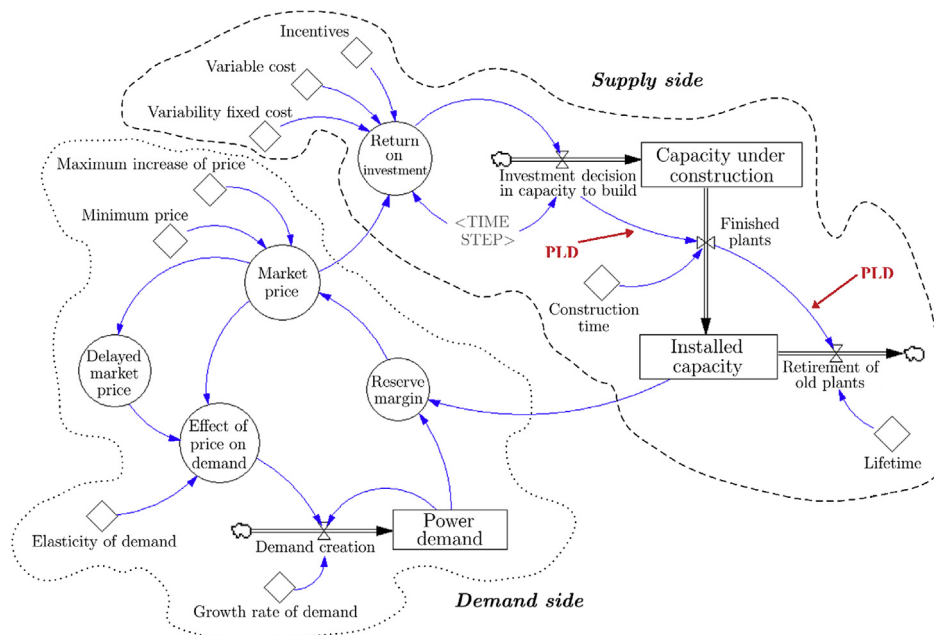 Incentives
Supply side
Variable cost
Variability fixed cost
Return on
investment
Capacity under
construction
Investment decision
in capacity to build
Maximum increase of price
Minimum price
<TIME
STEP>
Finished
plants
PLD
PLD
Market
price
Construction
time
Installed
capacity
Retirement of
old plants
Delayed
market
price
Reserve
margin
Effect of
price on
demand
Lifetime
Elasticity of demand
Demand creation
Power
demand
Growth rate of demand
Demand side